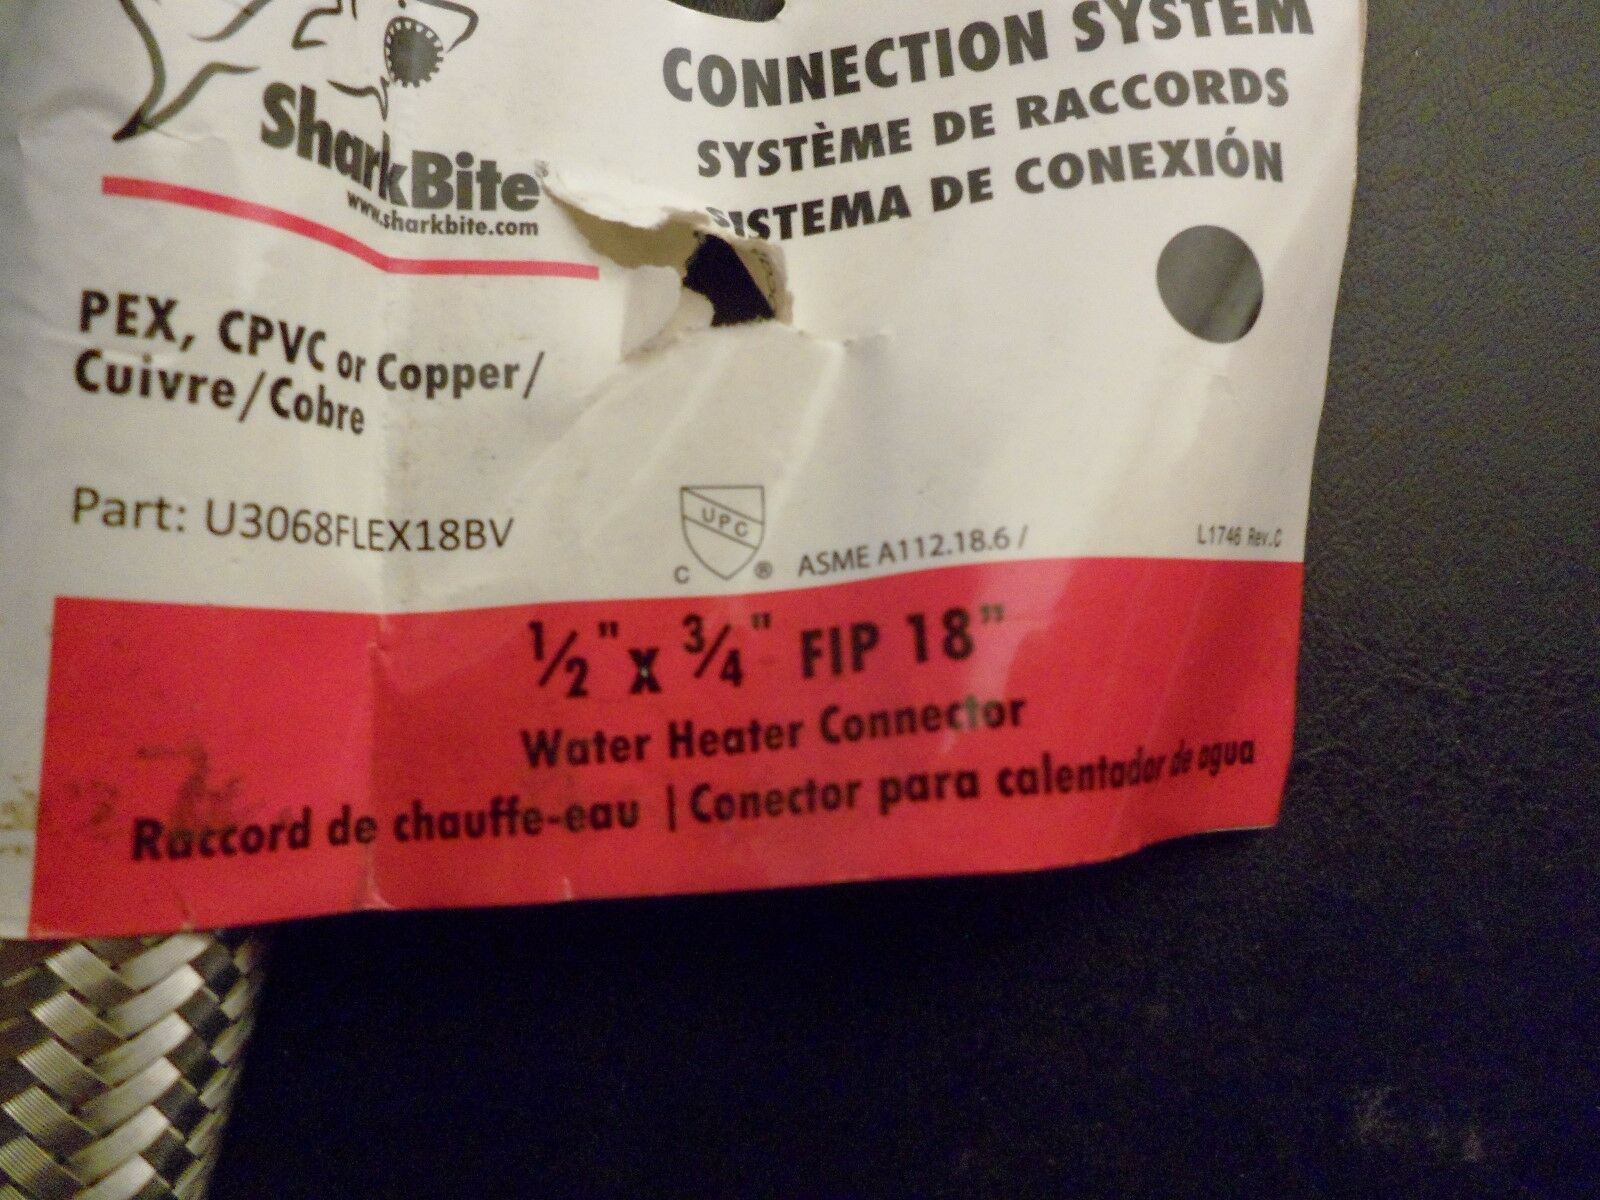 SharkBite
www.sharkbite.com
CONNECTION SYSTEM
SYSTÈME DE RACCORDS
SISTEMA DE CONEXIÓN
PEX, CPVC or Copper/
Cuivre/Cobre
Part: U3068FLEX18BV
UPC
C ®
ASME A112.18.6 /
L1746 Rev.C
½" x ¾" FIP 18”
Water Heater Connector
Raccord de chauffe-eau | Conector para calentador de agua